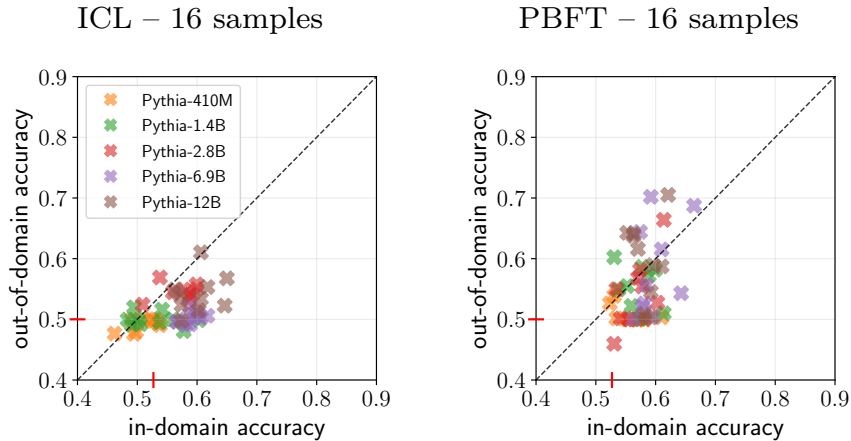 ICL – 16 samples
PBFT – 16 samples
0.9
0.8
0.7
0.6
0.5
0.4
out-of-domain accuracy
Pythia-410M
Pythia-1.4B
Pythia-2.8B
Pythia-6.9B
Pythia-12B
0.4 0.5 0.6 0.7 0.8 0.9
in-domain accuracy
0.9
0.8
0.7
0.6
0.5
0.4
out-of-domain accuracy
0.4 0.5 0.6 0.7 0.8 0.9
in-domain accuracy